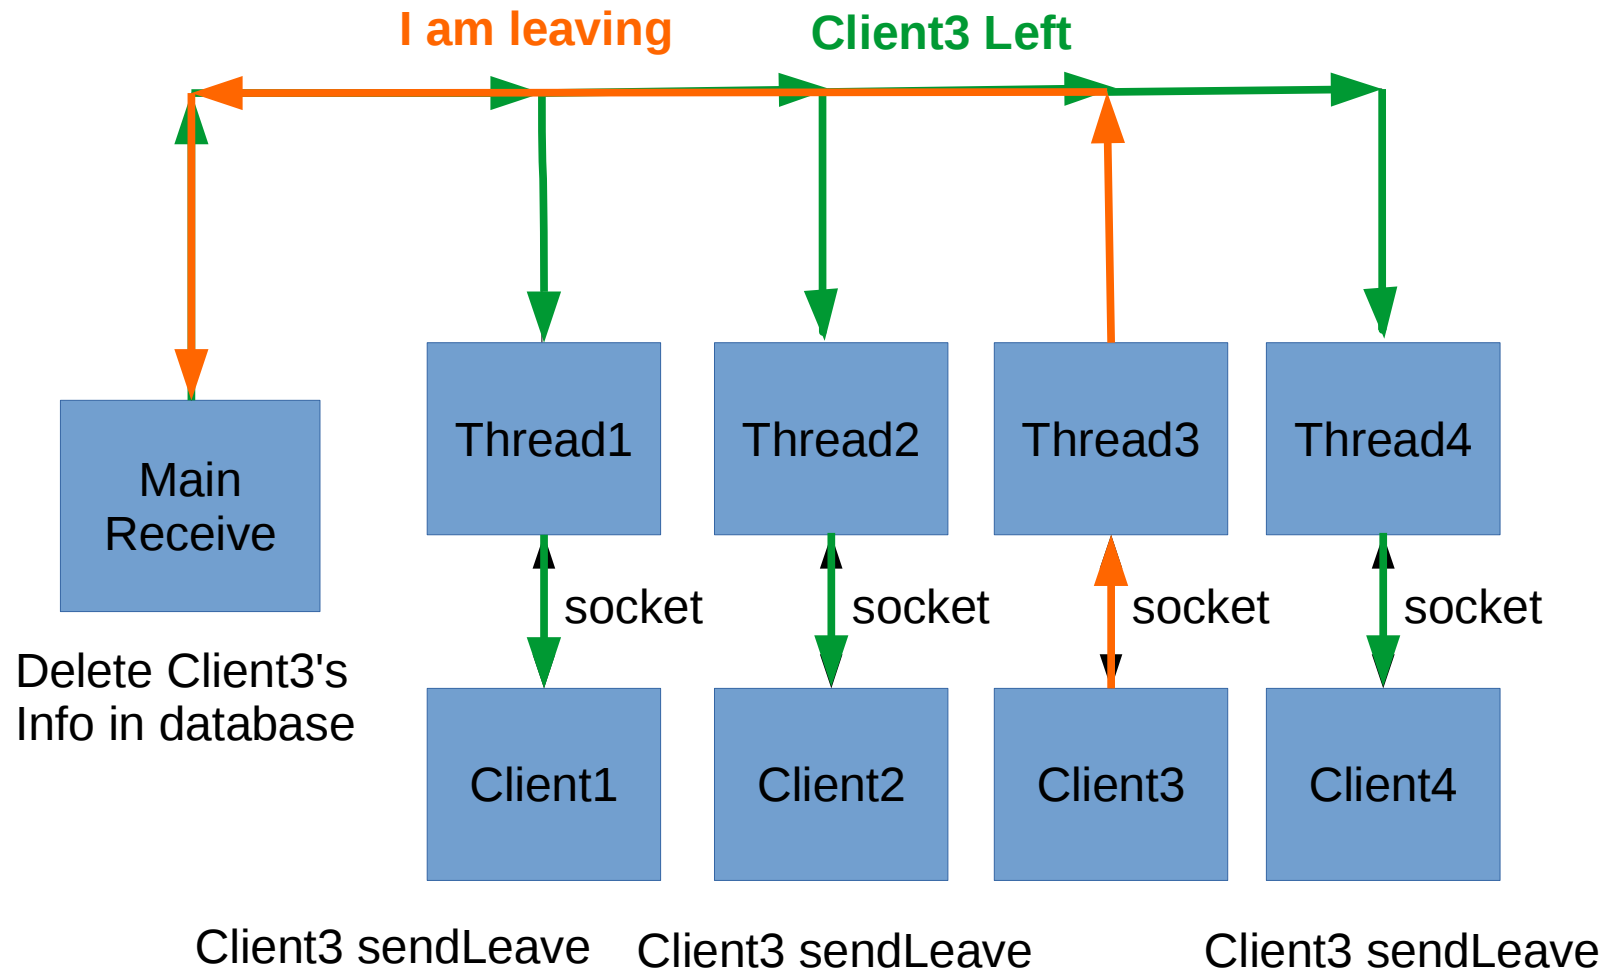 I am leaving
Client3 Left
Thread1
Thread2
Thread3
Thread4
Main
Receive
socket
socket
socket
socket
Delete Client3's
Info in database
Client1
Client2
Client3
Client4
Client3 sendLeave
Client3 sendLeave
Client3 sendLeave